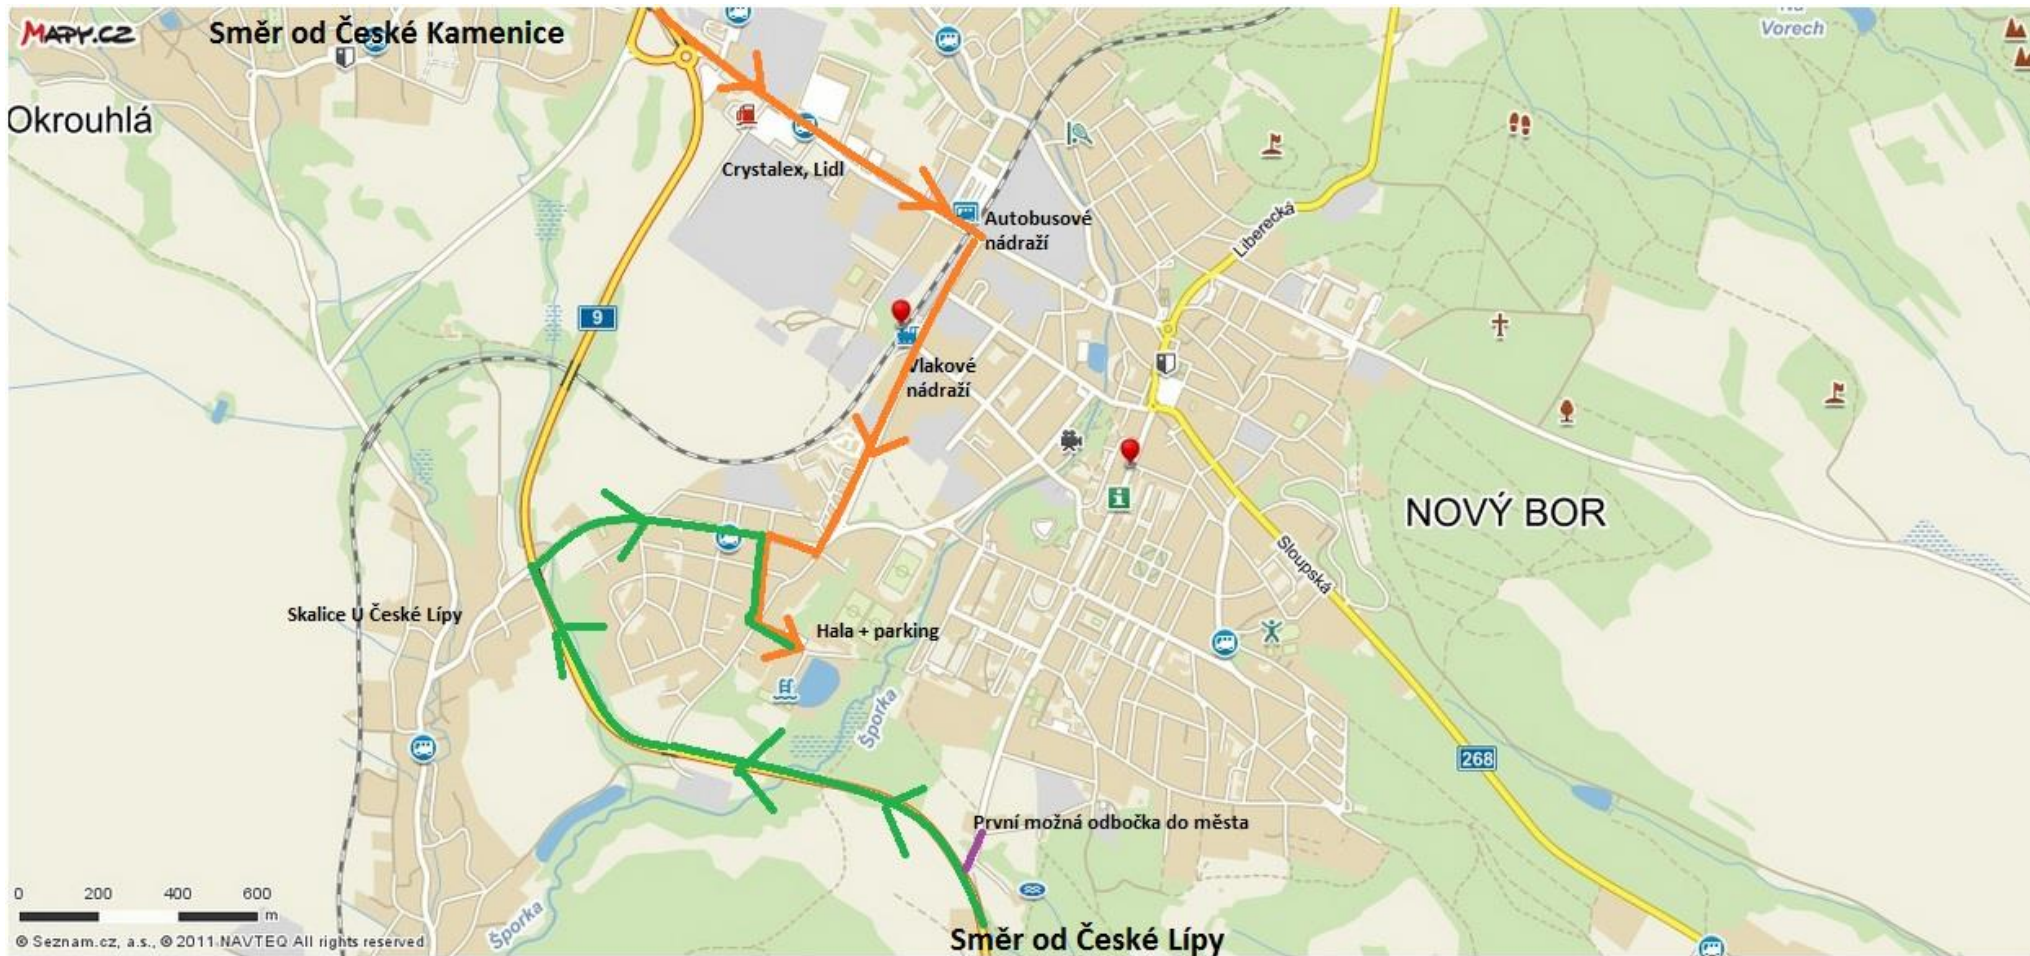 MAPY.CZ
Směr od České Kamenice
Na
Vorech
Okrouhlá
Crystalex, Lidl
Autobusové
nádraží
Liberecká
9
Vlakové
nádraží
NOVÝ BOR
Sloupská
Skalice U České Lípy
Hala + parking
Šporka
268
První možná odbočka do města
0 200 400 600
m
Šporka
Směr od České Lípy
© Seznam.cz, a.s., © 2011 NAVTEQ All rights reserved